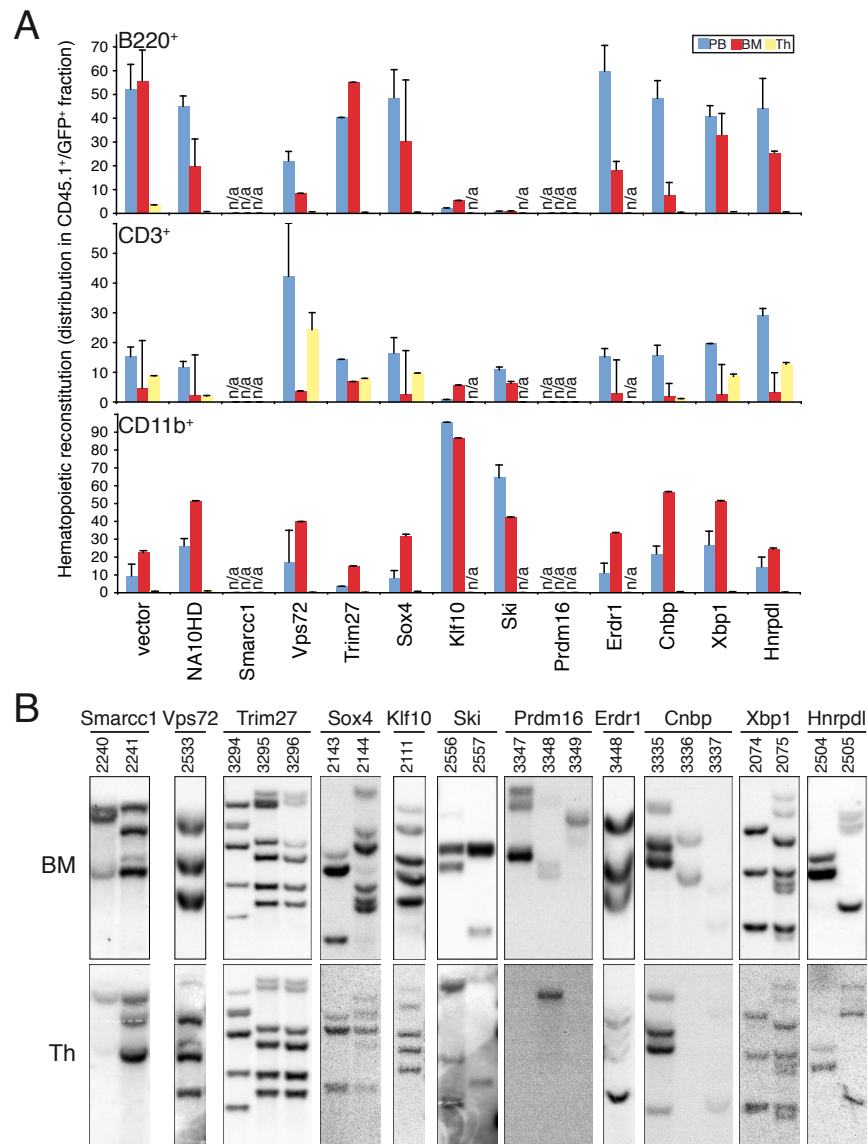 A
B220+
PB BM Th
70
60
50
40
30
20
10
0
n/a n/a n/a n/a n/a n/a n/a n/a n/a
CD3+
50
40
30
20
10
0
n/a n/a n/a n/a n/a n/a n/a n/a n/a
CD11b+
90
80
70
60
50
40
30
20
10
0
n/a n/a n/a n/a n/a n/a n/a n/a n/a
Hematopoietic reconstitution (distribution in CD45.1+/GFP+ fraction)
vector NA10HD Smarcc1 Vps72 Trim27 Sox4 Klf10 Ski Prdm16 Erdr1 Cnbp Xbp1 Hnrpdl
B
Smarcc1 Vps72 Trim27 Sox4 Klf10 Ski Prdm16 Erdr1 Cnbp Xbp1 Hnrpdl
2240 2241 2533 3294 3295 3296 2143 2144 2111 2556 2557 3347 3348 3349 3448 3335 3336 3337 2074 2075 2504 2505
BM
Th